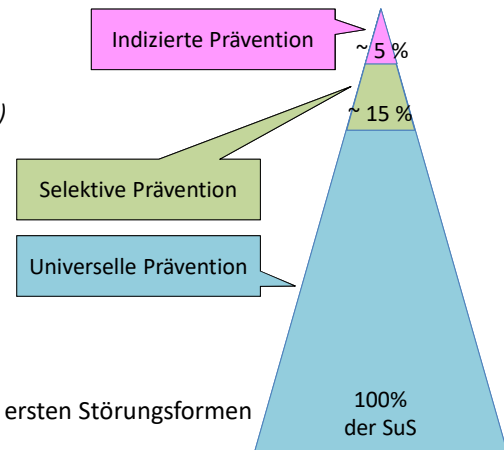 Indizierte Prävention
~ 5 %
)
~ 15 %
Selektive Prävention
Universelle Prävention
ersten Störungsformen
100%
der SuS